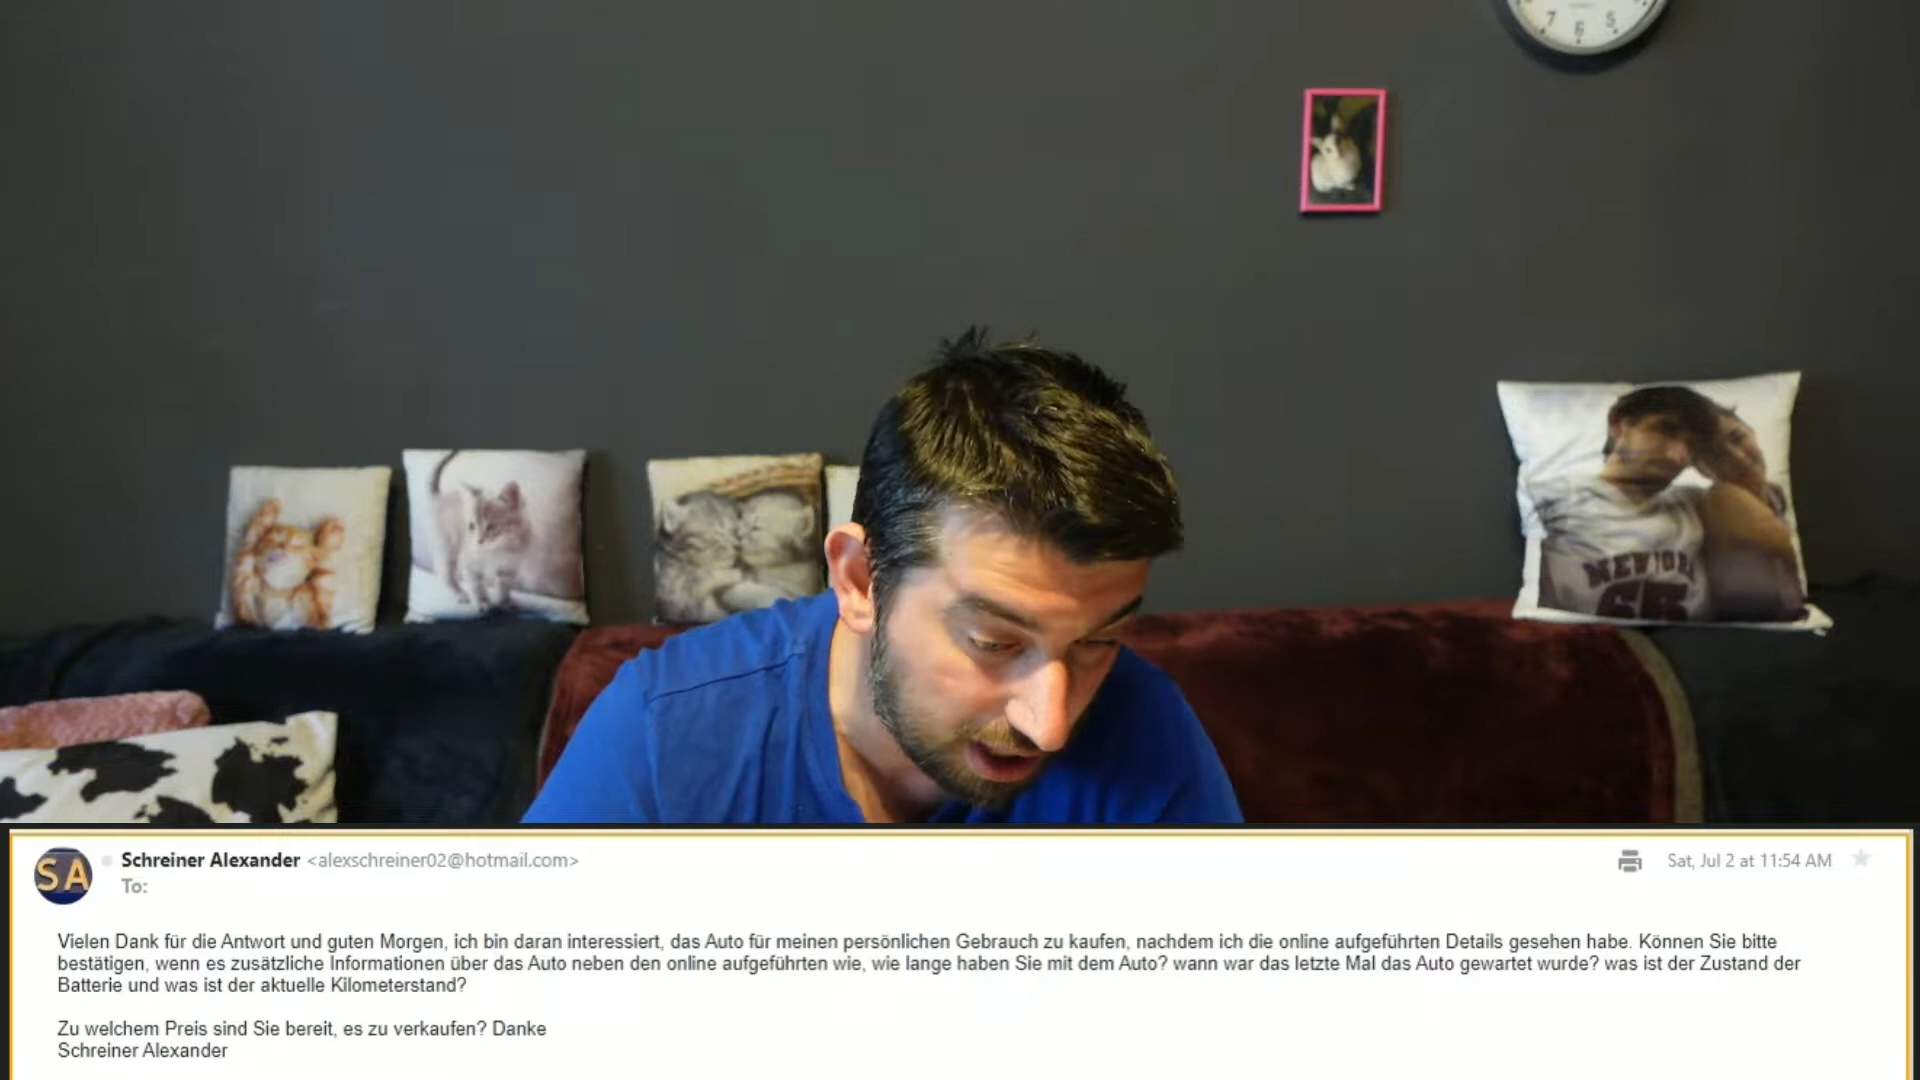 7 6 5
NEW YORK
SA
Schreiner Alexander <alexschreiner02@hotmail.com>
Sat, Jul 2 at 11:54 AM
To:
Vielen Dank für die Antwort und guten Morgen, ich bin daran interessiert, das Auto für meinen persönlichen Gebrauch zu kaufen, nachdem ich die online aufgeführten Details gesehen habe. Können Sie bitte
bestätigen, wenn es zusätzliche Informationen über das Auto neben den online aufgeführten wie, wie lange haben Sie mit dem Auto? wann war das letzte Mal das Auto gewartet wurde? was ist der Zustand der
Batterie und was ist der aktuelle Kilometerstand?
Zu welchem Preis sind Sie bereit, es zu verkaufen? Danke
Schreiner Alexander